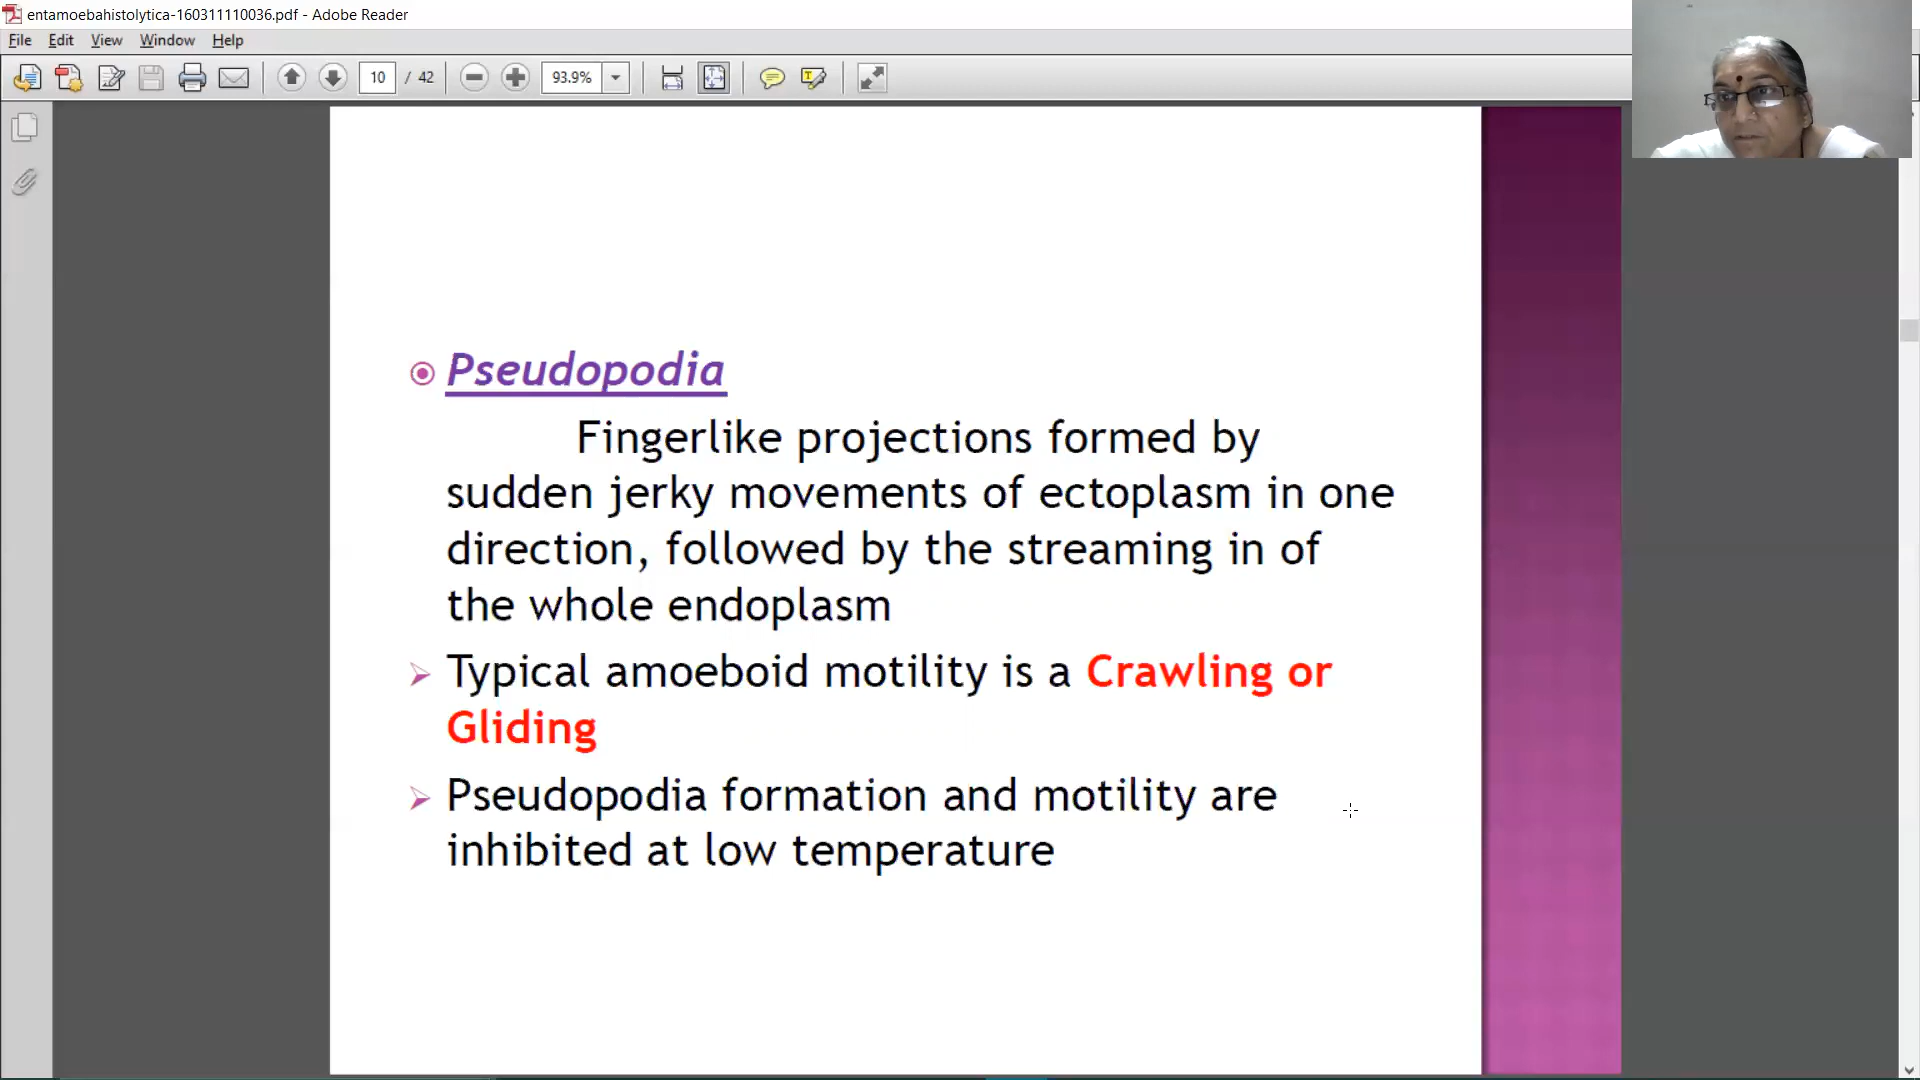 entamoebahistolytica-160311110036.pdf - Adobe Reader
File Edit View Window Help
10 / 42 93.9%
Pseudopodia
Fingerlike projections formed by
sudden jerky movements of ectoplasm in one
direction, followed by the streaming in of
the whole endoplasm
Typical amoeboid motility is a Crawling or
Gliding
Pseudopodia formation and motility are
inhibited at low temperature